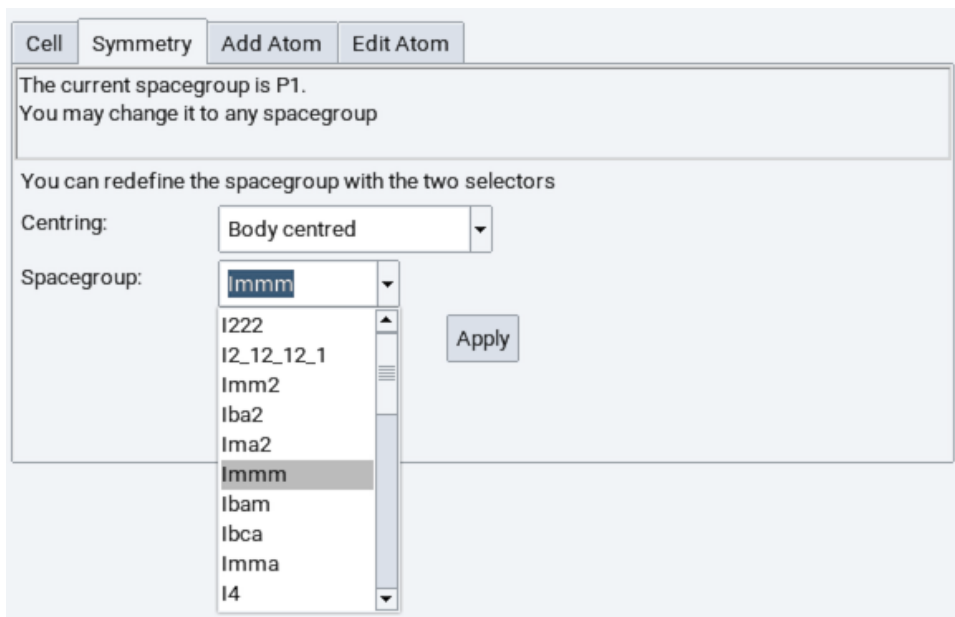 Cell Symmetry Add Atom Edit Atom
The current spacegroup is P1.
You may change it to any spacegroup
You can redefine the spacegroup with the two selectors
Centring: Body centred
Spacegroup: Immm
I222
I2_12_12_1
Imm2
Iba2
Ima2
Immm
Ibam
Ibca
Imma
I4
Apply